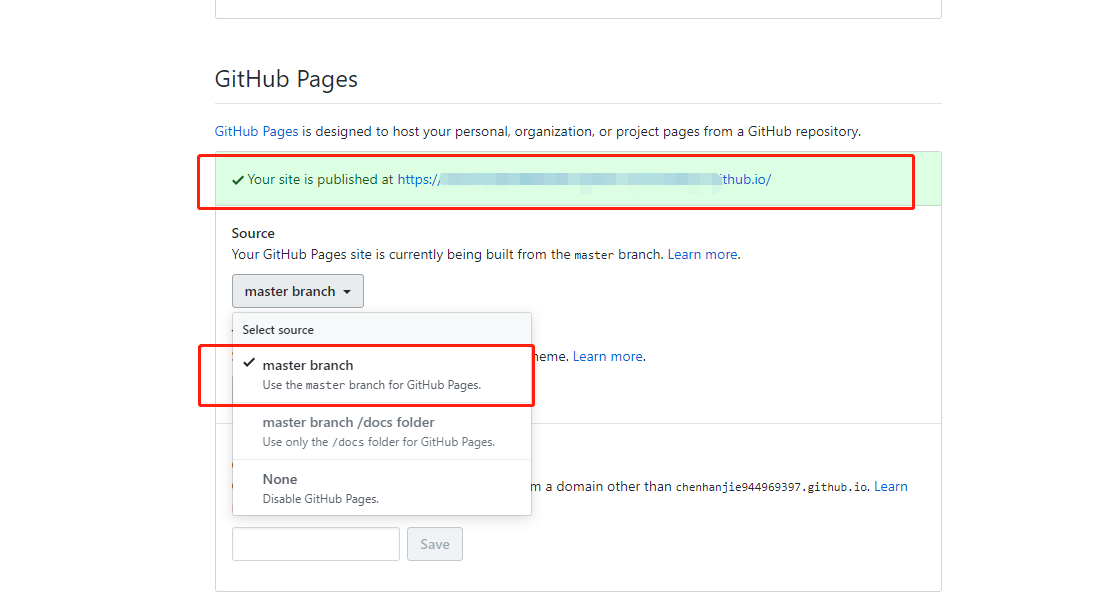 GitHub Pages
GitHub Pages is designed to host your personal, organization, or project pages from a GitHub repository.
Your site is published at https:// ithub.io/
Source
Your GitHub Pages site is currently being built from the master branch. Learn more.
master branch
Select source
heme. Learn more.
master branch
Use the master branch for GitHub Pages.
master branch /docs folder
Use only the /docs folder for GitHub Pages.
None
m a domain other than chenhanjie944969397.github.io. Learn
Disable GitHub Pages.
Save